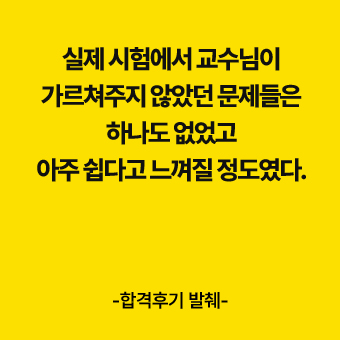 실제 시험에서 교수님이
가르쳐주지 않았던 문제들은
하나도 없었고
아주 쉽다고 느껴질 정도였다.
-합격후기 발췌-